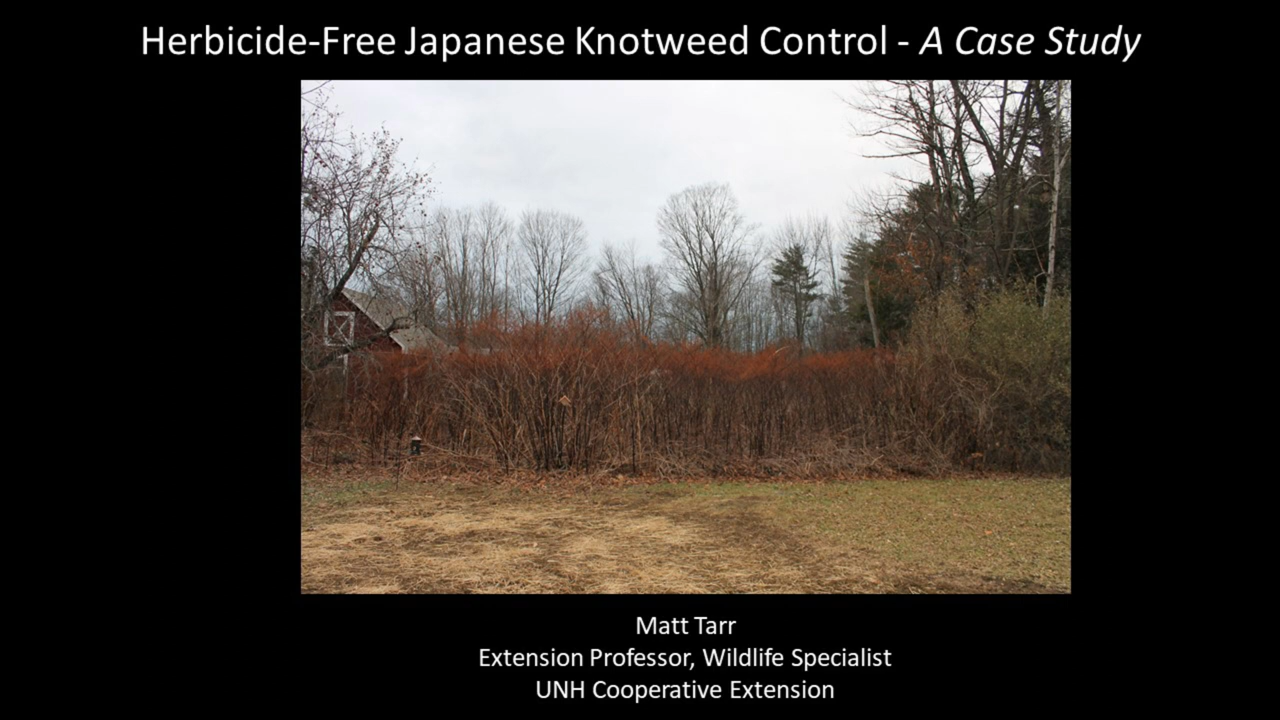 Herbicide-Free Japanese Knotweed Control - A Case Study
Matt Tarr
Extension Professor, Wildlife Specialist
UNH Cooperative Extension